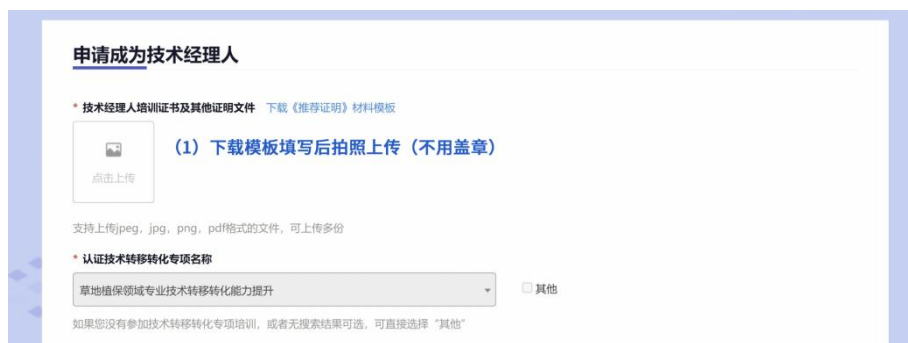 申请成为技术经理人
* 技术经理人培训证书及其他证明文件 下载《推荐证明》材料模板
（1）下载模板填写后拍照上传（不用盖章）
点击上传
支持上传jpeg，jpg，png，pdf格式的文件，可上传多份
* 认证技术转移转化专项名称
草地植保领域专业技术转移转化能力提升 其他
如果您没有参加技术转移转化专项培训，或者无搜索结果可选，可直接选择“其他”